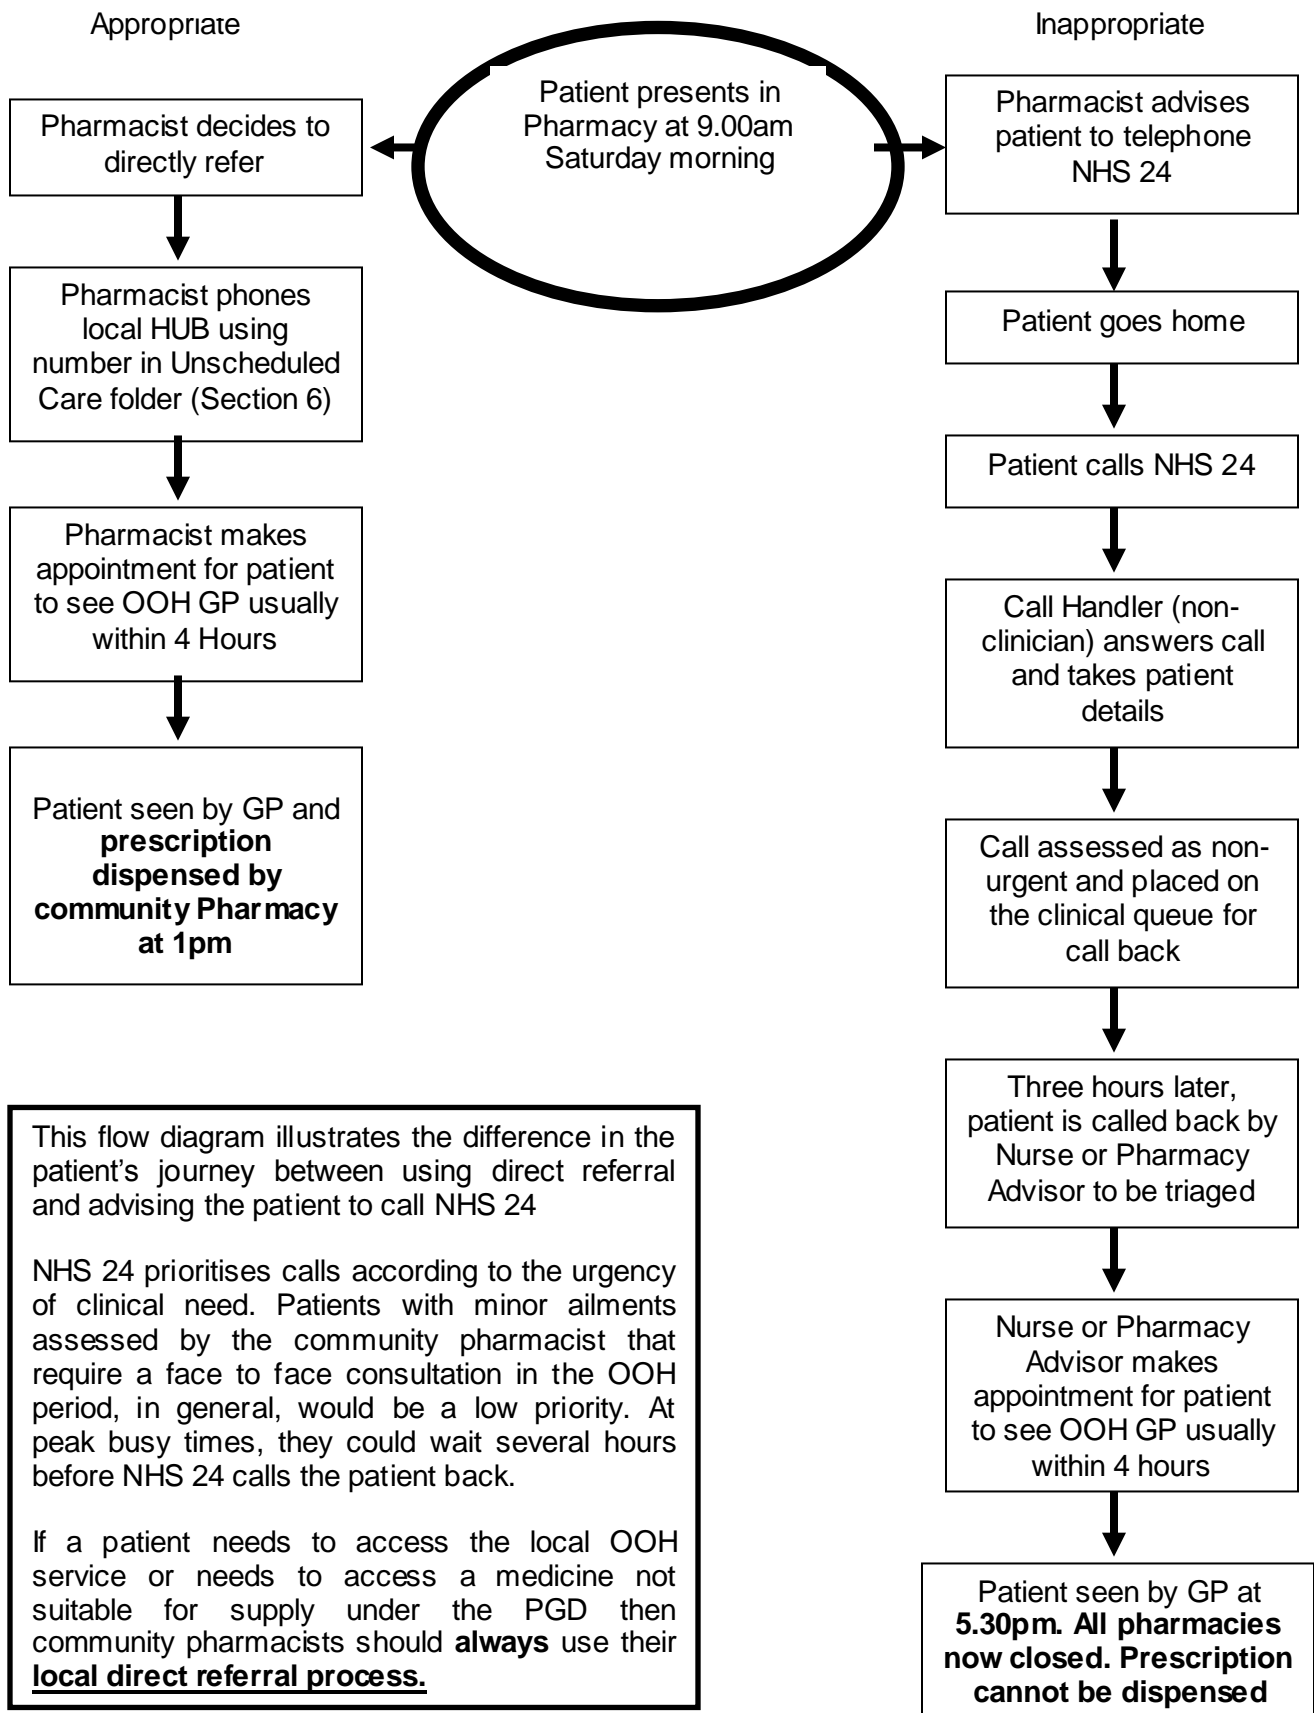 Appropriate
Pharmacist decides to
directly refer
Pharmacist phones
local HUB using
number in Unscheduled
Care folder (Section 6)
Pharmacist makes
appointment for patient
to see OOH GP usually
within 4 Hours
Patient seen by GP and
prescription
dispensed by
community Pharmacy
at 1pm
Patient presents in
Pharmacy at 9.00am
Saturday morning
Inappropriate
Pharmacist advises
patient to telephone
NHS 24
Patient goes home
Patient calls NHS 24
Call Handler (non-
clinician) answers call
and takes patient
details
Call assessed as non-
urgent and placed on
the clinical queue for
call back
Three hours later,
patient is called back by
Nurse or Pharmacy
Advisor to be triaged
Nurse or Pharmacy
Advisor makes
appointment for patient
to see OOH GP usually
within 4 hours
Patient seen by GP at
5.30pm. All pharmacies
now closed. Prescription
cannot be dispensed
This flow diagram illustrates the difference in the
patient's journey between using direct referral
and advising the patient to call NHS 24
NHS 24 prioritises calls according to the urgency
of clinical need. Patients with minor ailments
assessed by the community pharmacist that
require a face to face consultation in the OOH
period, in general, would be a low priority. At
peak busy times, they could wait several hours
before NHS 24 calls the patient back.
If a patient needs to access the local OOH
service or needs to access a medicine not
suitable for supply under the PGD then
community pharmacists should always use their
local direct referral process.